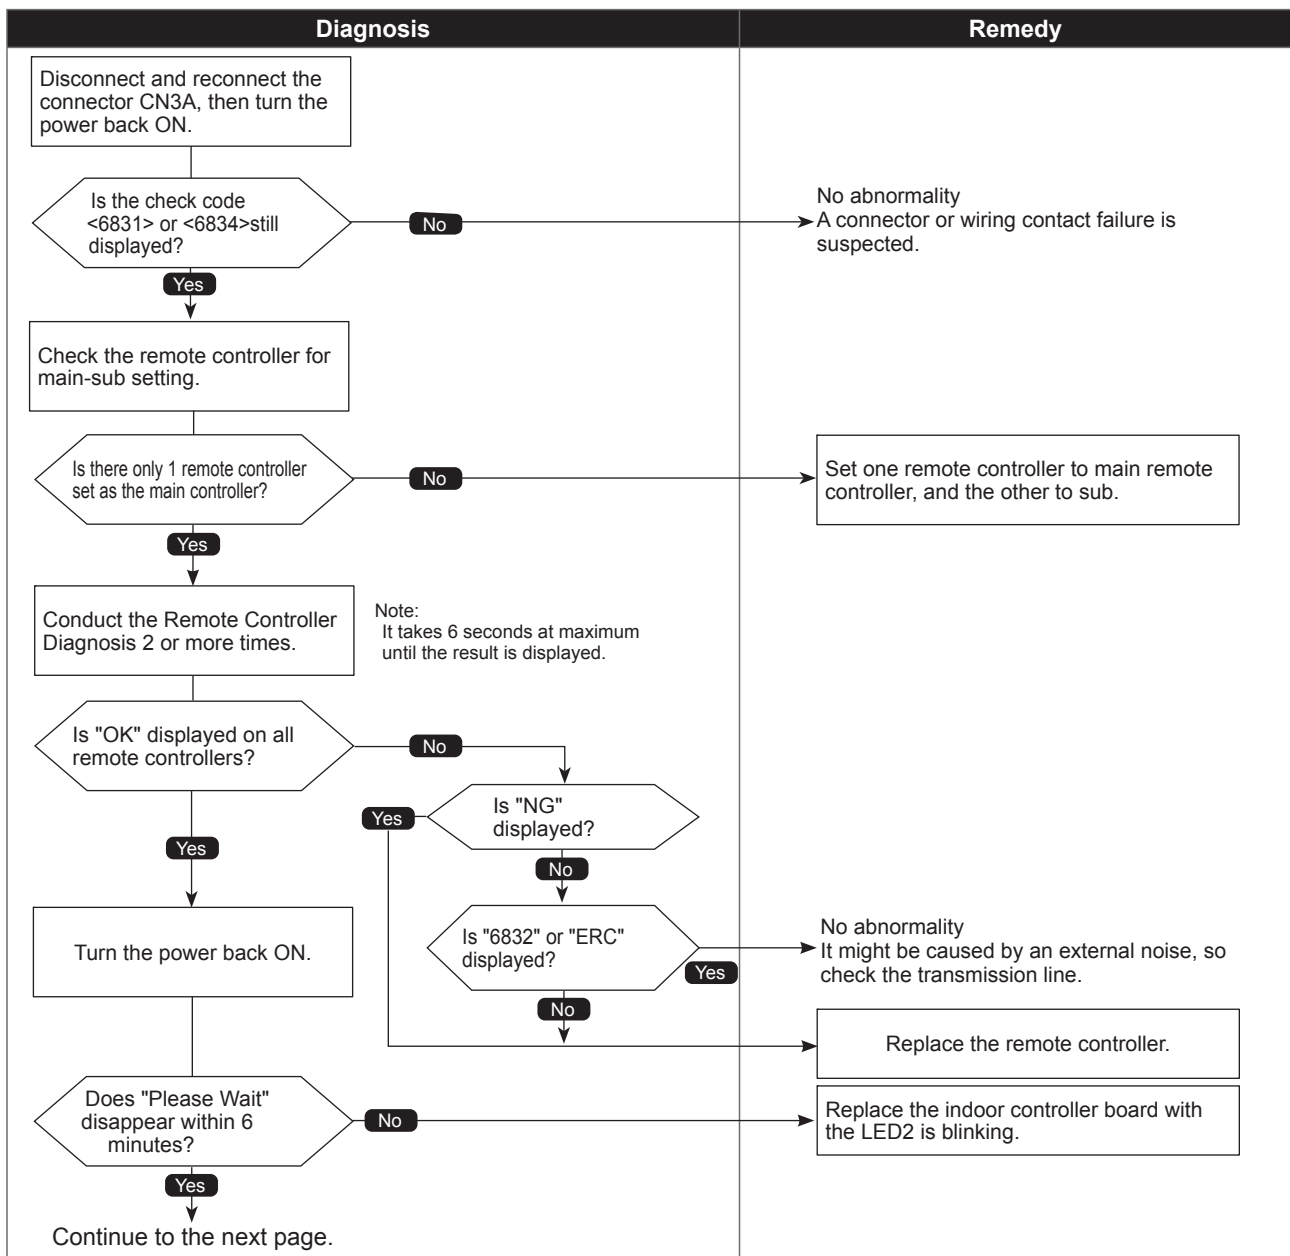 Diagnosis
Remedy
Disconnect and reconnect the
connector CN3A, then turn the
power back ON.
Is the check code
<6831> or <6834>still
displayed?
No
No abnormality
A connector or wiring contact failure is
suspected.
Yes
Check the remote controller for
main-sub setting.
Is there only 1 remote controller
set as the main controller?
No
Set one remote controller to main remote
controller, and the other to sub.
Yes
Conduct the Remote Controller
Diagnosis 2 or more times.
Note:
It takes 6 seconds at maximum
until the result is displayed.
Is "OK" displayed on all
remote controllers?
No
Is "NG"
displayed?
Yes
Yes
No
Turn the power back ON.
Is "6832" or "ERC"
displayed?
Yes
No abnormality
It might be caused by an external noise, so
check the transmission line.
No
Replace the remote controller.
Does "Please Wait"
disappear within 6
minutes?
No
Replace the indoor controller board with
the LED2 is blinking.
Yes
Continue to the next page.